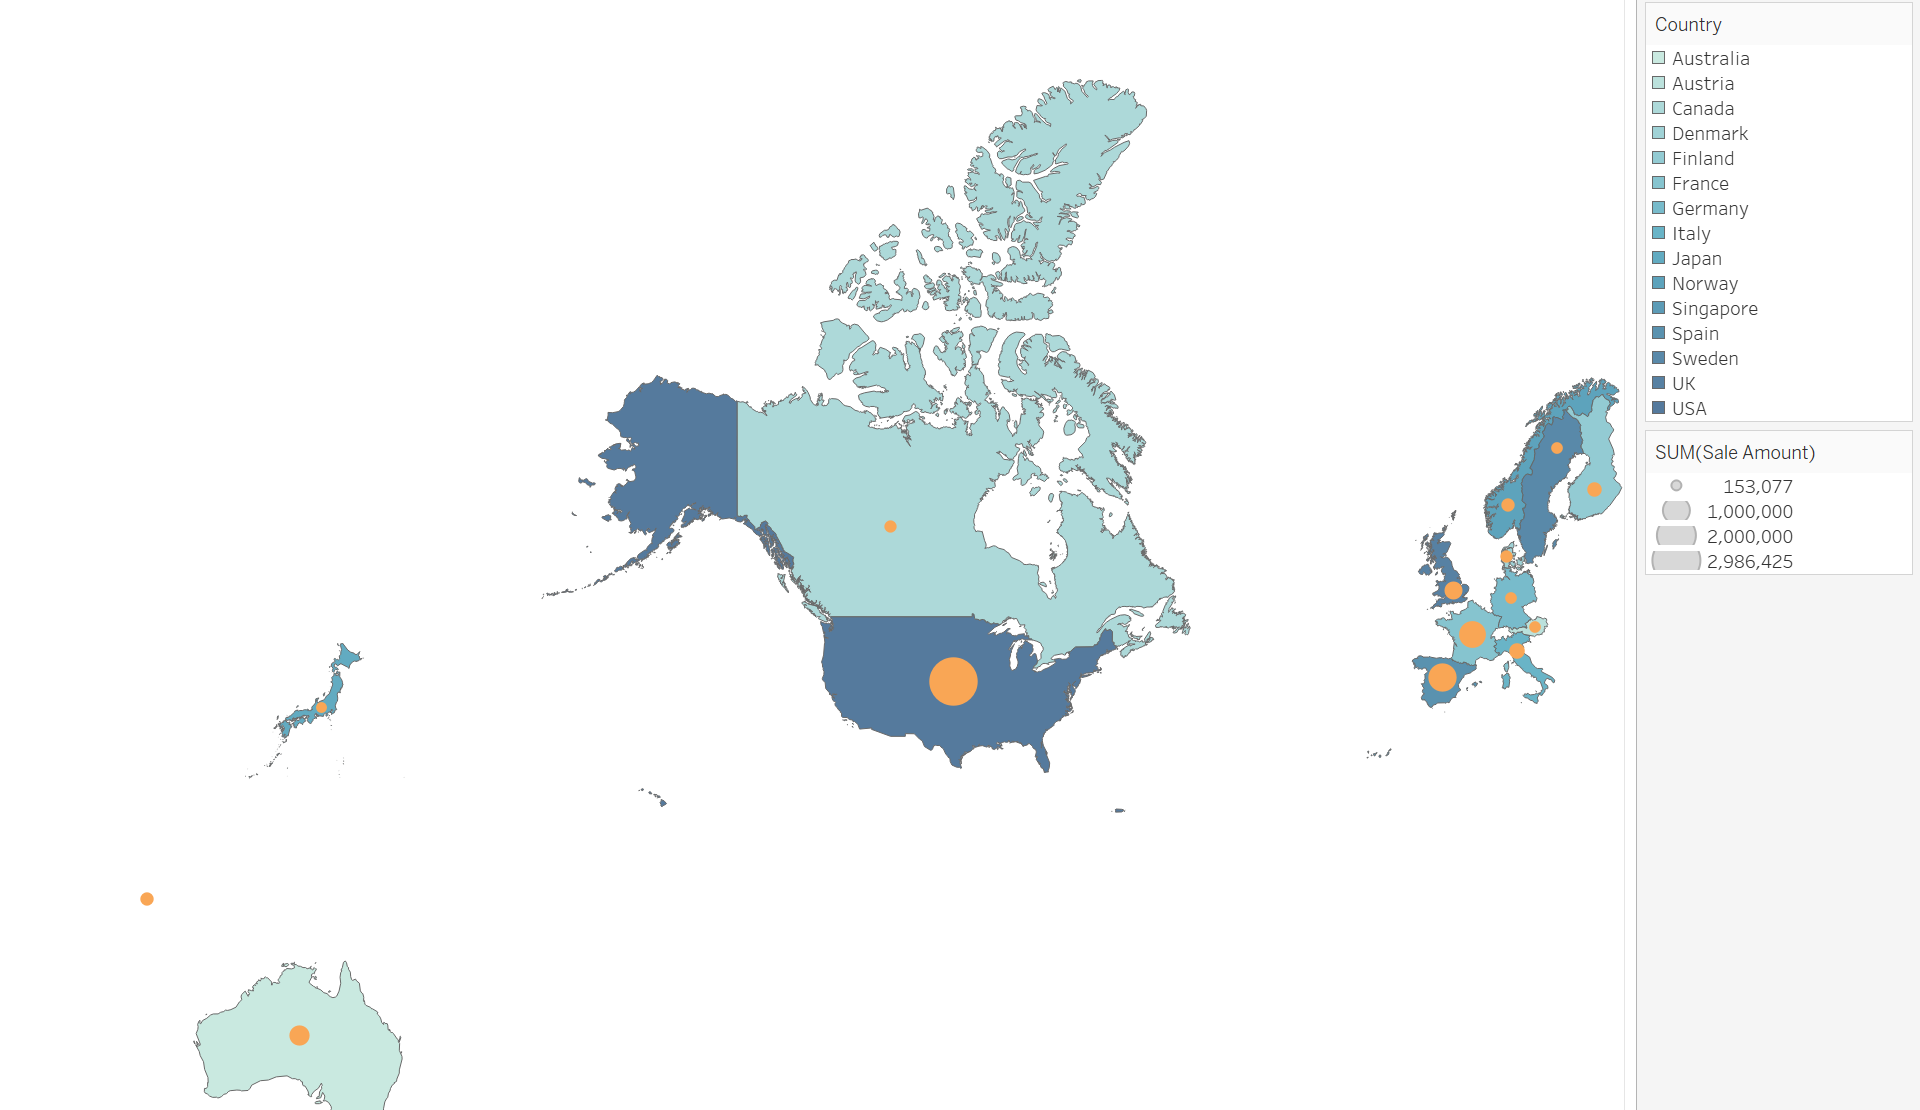 Country
Australia
Austria
Canada
Denmark
Finland
France
Germany
Italy
Japan
Norway
Singapore
Spain
Sweden
UK
USA
SUM(Sale Amount)
153,077
1,000,000
2,000,000
2,986,425